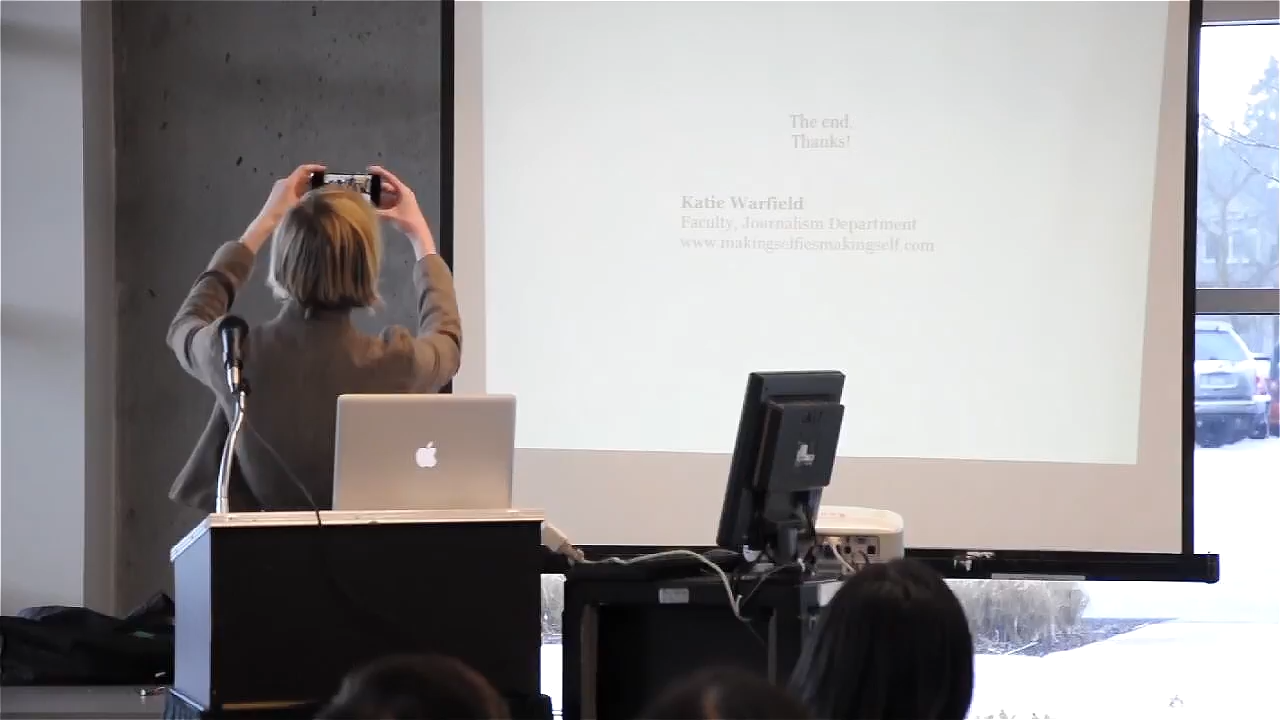 The end,
Thanks!
Katie Warfield
Faculty, Journalism Department
www.makingselfiesmakingself.com